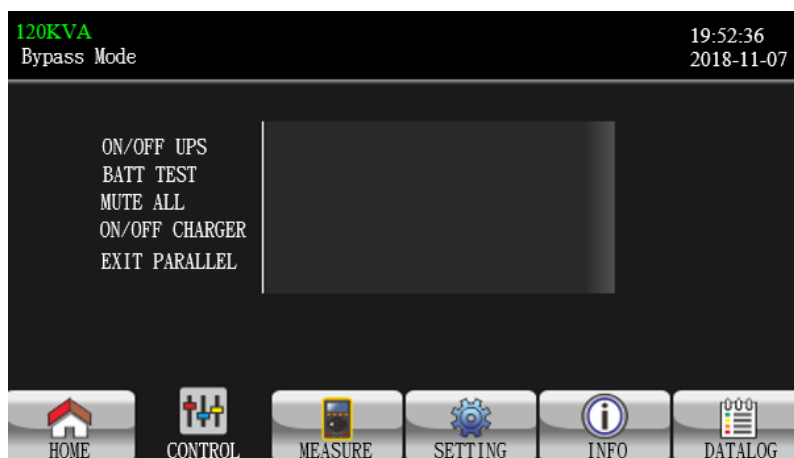 120KVA
Bypass Mode
19:52:36
2018-11-07
ON/OFF UPS
BATT TEST
MUTE ALL
ON/OFF CHARGER
EXIT PARALLEL
HOME
CONTROL
MEASURE
SETTING
INFO
DATALOG